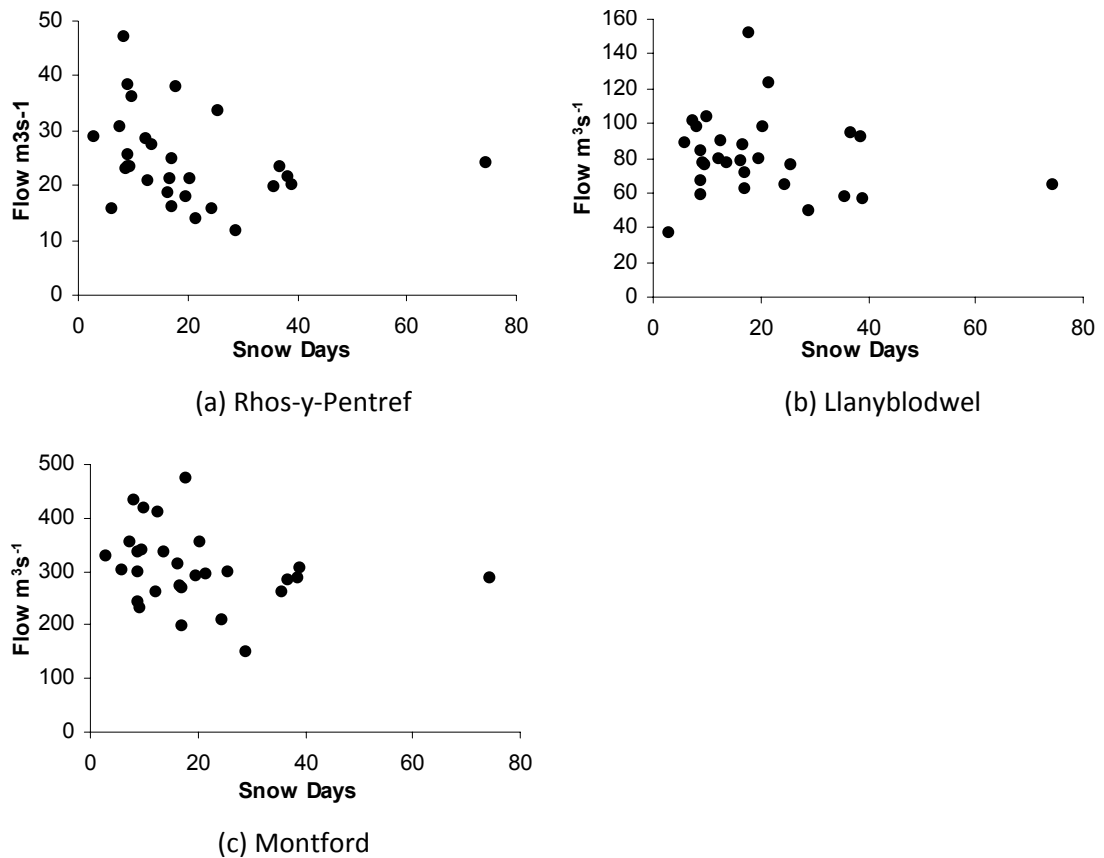 50
40
30
20
10
0
Flow m3s-1
0 20 40 60 80
Snow Days
(a) Rhos-y-Pentref
160
140
120
100
80
60
40
20
0
Flow m³s⁻¹
0 20 40 60 80
Snow Days
(b) Llanyblodwel
500
400
300
200
100
0
Flow m³s⁻¹
0 20 40 60 80
Snow Days
(c) Montford